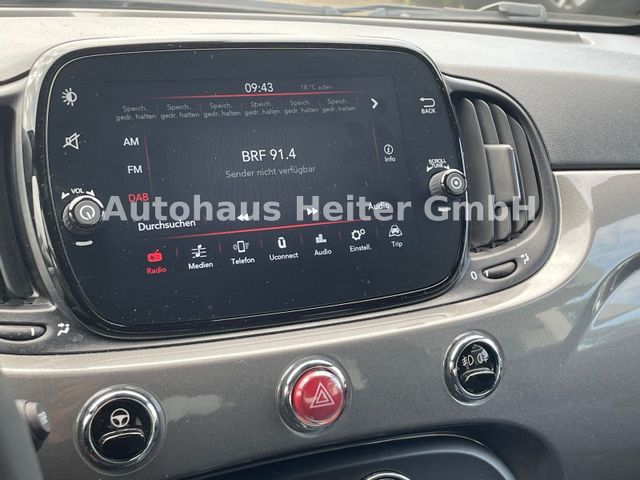 09:43 18 °C außen
Speich. Speich. Speich. Speich. Speich. Speich.
gedr. halten gedr. halten gedr. halten gedr. halten gedr. halten gedr. halten
BACK
AM
BRF 91.4
Info
FM
Sender nicht verfügbar
SCROLL
TUNE
VOL
DAB
Autohaus Heiter GmbH
Audio
Durchsuchen
Radio Medien Telefon Uconnect Audio Einstell. Trip
0